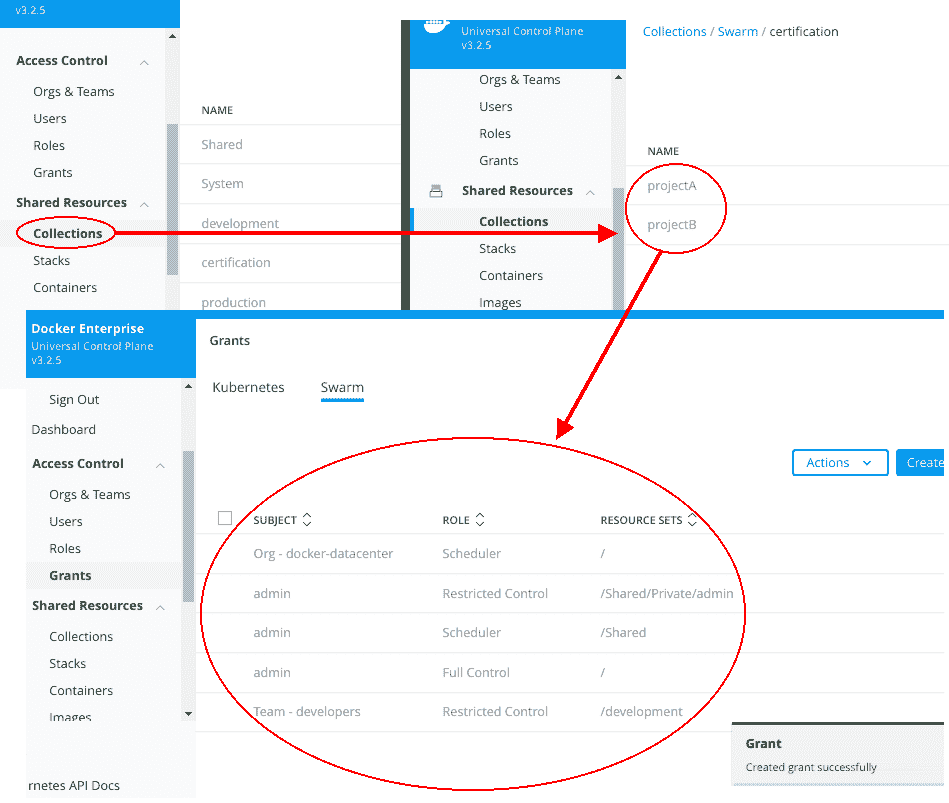 v3.2.5
Access Control
Orgs & Teams
Users
Roles
Grants
Shared Resources
Collections
Stacks
Containers
NAME
Shared
System
development
certification
production
Universal Control Plane
v3.2.5
Orgs & Teams
Users
Roles
Grants
Shared Resources
Collections
Stacks
Containers
Images
Collections / Swarm / certification
NAME
projectA
projectB
Docker Enterprise
Universal Control Plane
v3.2.5
Sign Out
Dashboard
Access Control
Orgs & Teams
Users
Roles
Grants
Shared Resources
Collections
Stacks
Containers
Images
rnetes API Docs
Grants
Kubernetes Swarm
Actions Create
SUBJECT ROLE RESOURCE SETS
Org - docker-datacenter Scheduler /
admin Restricted Control /Shared/Private/admin
admin Scheduler /Shared
admin Full Control /
Team - developers Restricted Control /development
Grant
Created grant successfully